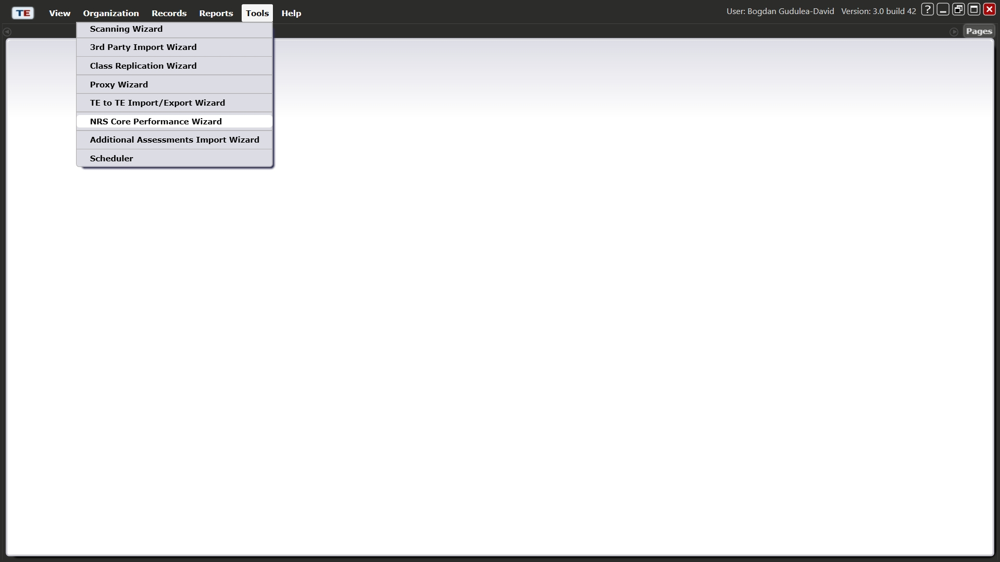 TE View Organization Records Reports Tools Help User: Bogdan Gudulea-David Version: 3.0 build 42 ?
Pages
Scanning Wizard
3rd Party Import Wizard
Class Replication Wizard
Proxy Wizard
TE to TE Import/Export Wizard
NRS Core Performance Wizard
Additional Assessments Import Wizard
Scheduler